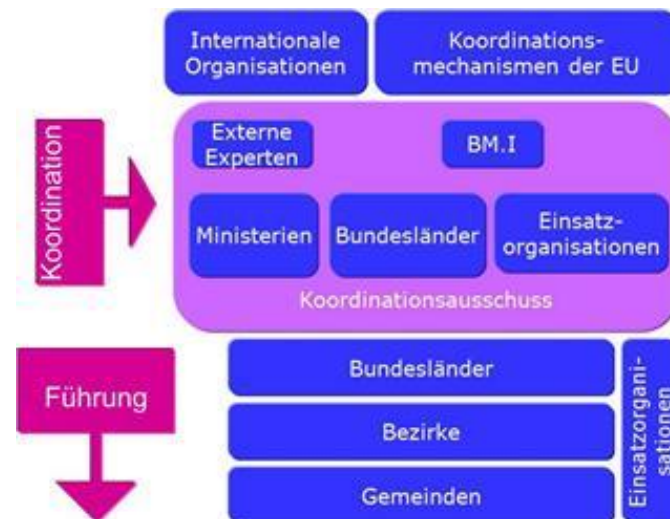 Internationale
Organisationen
Koordinations-
mechanismen der EU
Koordination
Externe
Experten
BM.I
Ministerien
Bundesländer
Einsatz-
organisationen
Koordinationsausschuss
Führung
Bundesländer
Bezirke
Gemeinden
Einsatzorgani-
sationen